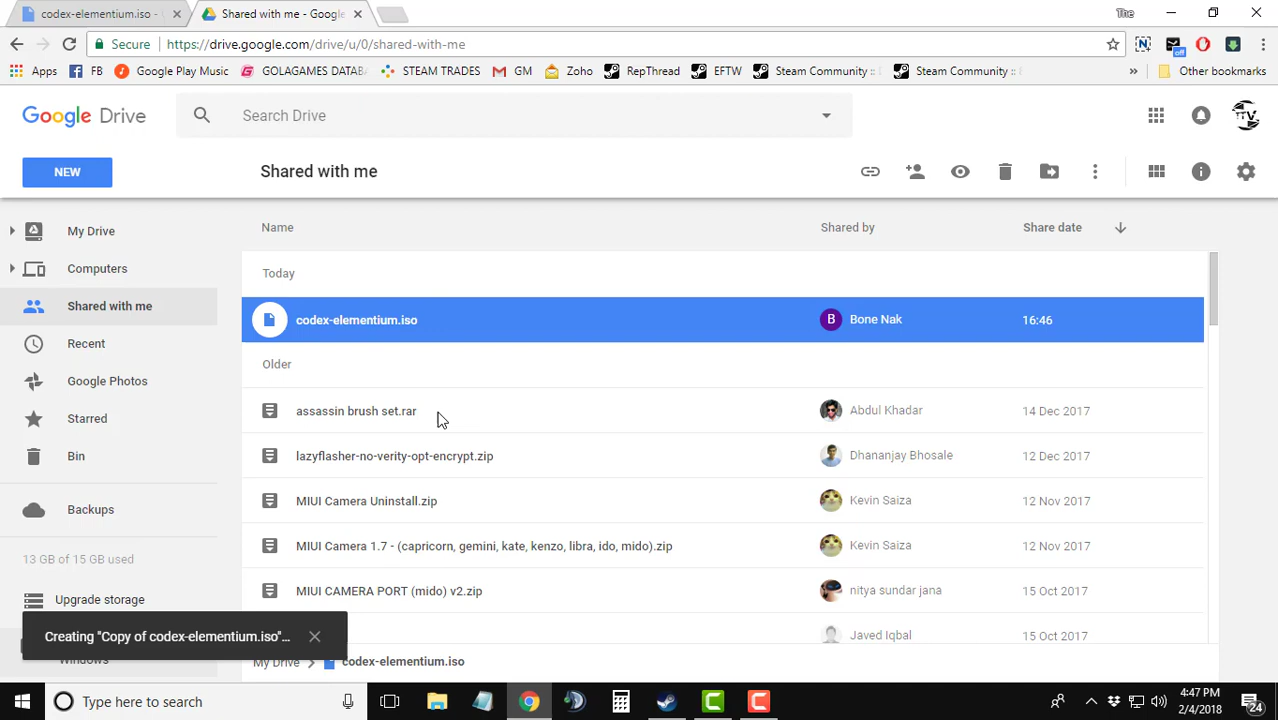 codex-elementium.iso -
Shared with me - Google
The
Secure https://drive.google.com/drive/u/0/shared-with-me
off
Apps FB Google Play Music GOLAGAMES DATAB STEAM TRADES GM Zoho RepThread EFTW Steam Community :: Steam Community :: » Other bookmarks
Google Drive Search Drive
NEW Shared with me
Name Shared by Share date
My Drive
Computers
Shared with me
Recent
Google Photos
Starred
Bin
Backups
13 GB of 15 GB used
Upgrade storage
Today
codex-elementium.iso B Bone Nak 16:46
Older
assassin brush set.rar Abdul Khadar 14 Dec 2017
lazyflasher-no-verity-opt-encrypt.zip Dhananjay Bhosale 12 Dec 2017
MIUI Camera Uninstall.zip Kevin Saiza 12 Nov 2017
MIUI Camera 1.7 - (capricorn, gemini, kate, kenzo, libra, ido, mido).zip Kevin Saiza 12 Nov 2017
MIUI CAMERA PORT (mido) v2.zip nitya sundar jana 15 Oct 2017
Javed Iqbal 15 Oct 2017
Creating "Copy of codex-elementium.iso"...
Windows
My Drive codex-elementium.iso
Type here to search
4:47 PM
2/4/2018
24